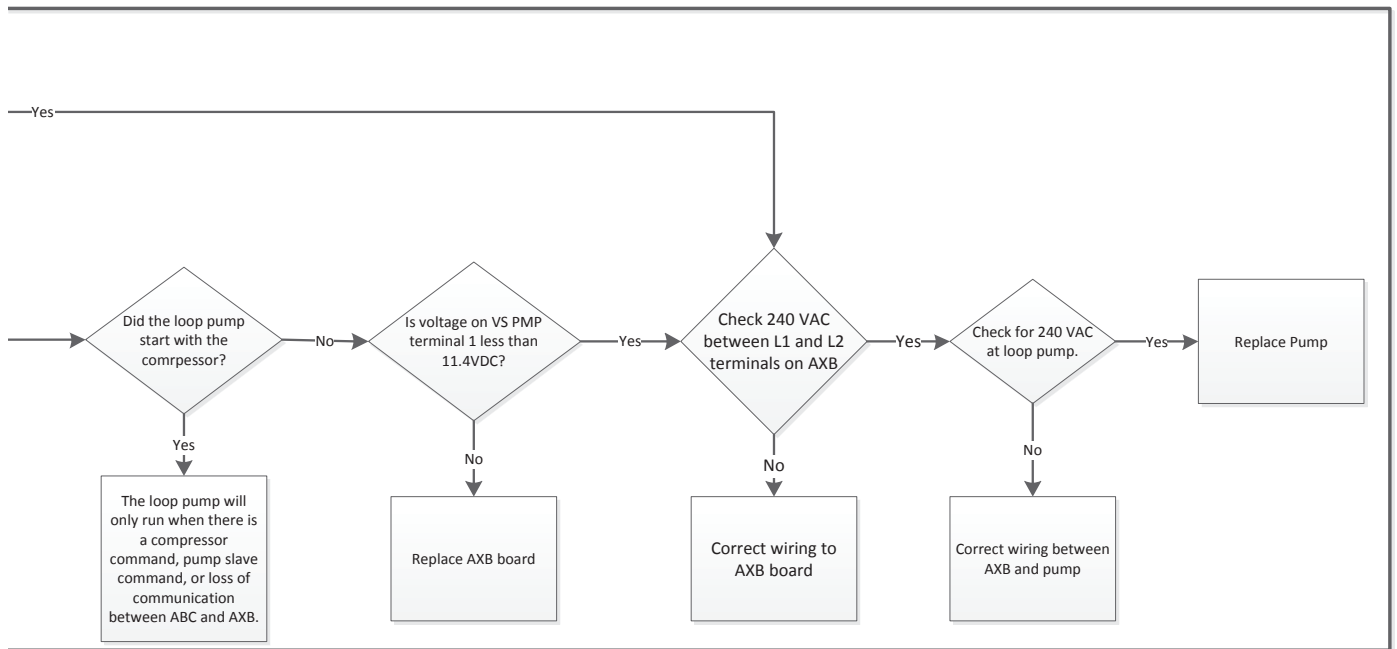 Yes
Did the loop pump
start with the
comrpessor?
No
Is voltage on VS PMP
terminal 1 less than
11.4VDC?
Yes
Check 240 VAC
between L1 and L2
terminals on AXB
Yes
Check for 240 VAC
at loop pump.
Yes
Replace Pump
Yes
No
No
No
The loop pump will
only run when there is
a compressor
command, pump slave
command, or loss of
communication
between ABC and AXB.
Replace AXB board
Correct wiring to
AXB board
Correct wiring between
AXB and pump